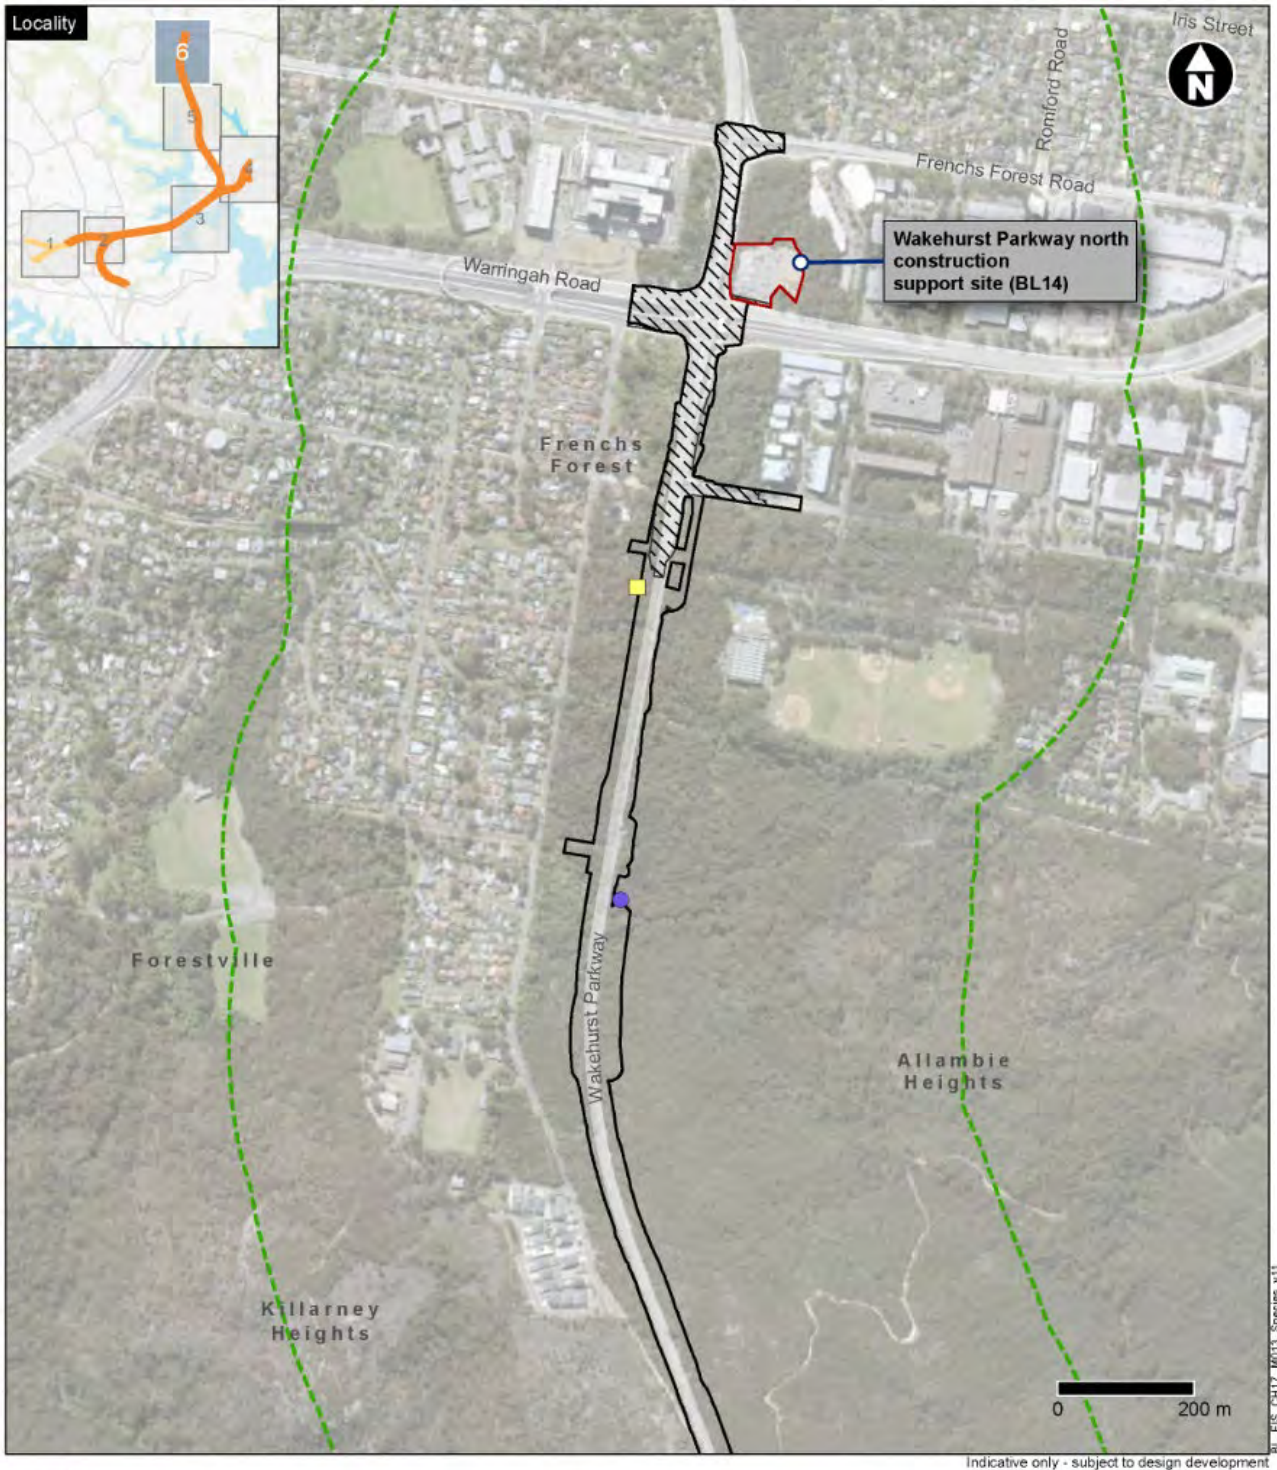 Locality
6
5
4
3
2
1
Iris Street
N
Romford Road
Frenchs Forest Road
Wakehurst Parkway north
construction
support site (BL14)
Warringah Road
Frenchs
Forest
Forestville
Wakehurst Parkway
Allambie
Heights
Killarney
Heights
0 200 m
Indicative only - subject to design development